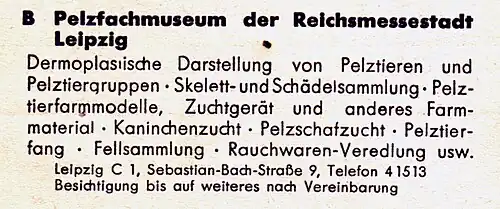 B Pelzfachmuseum der Reichsmessestadt
Leipzig
Dermoplastische Darstellung von Pelztieren und
Pelztiergruppen · Skelett- und Schädelsammlung · Pelz-
tierfarmmodelle, Zuchtgerät und anderes Farm-
material · Kaninchenzucht · Pelzschafzucht · Pelztier-
fang · Fellsammlung · Rauchwaren-Veredlung usw.
Leipzig C 1, Sebastian-Bach-Straße 9, Telefon 41513
Besichtigung bis auf weiteres nach Vereinbarung